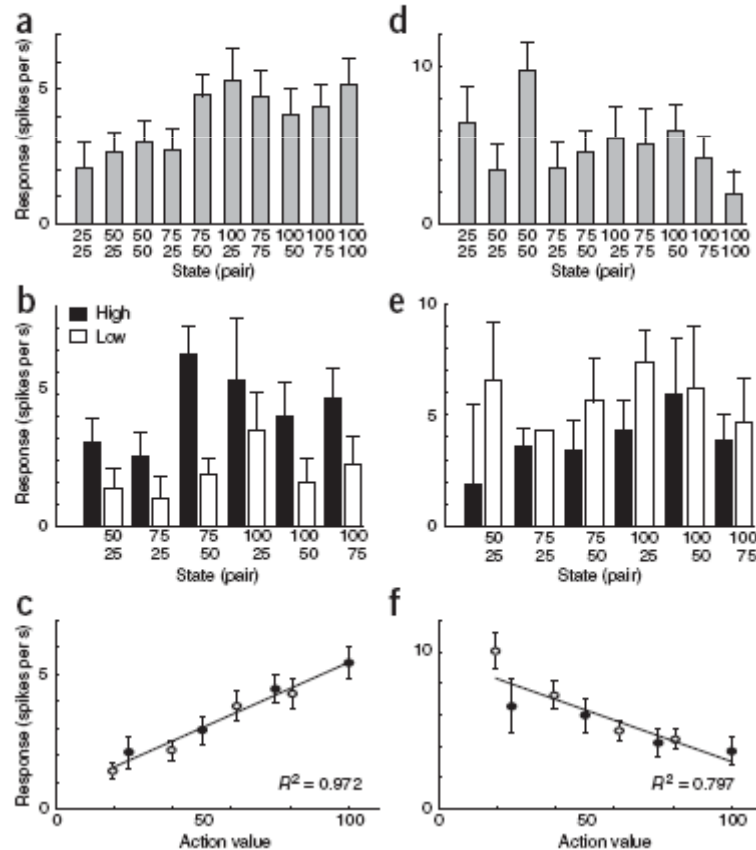 a
Response (spikes per s)
5
0
25 50 50 75 75 100 75 100 100 100
25 25 50 25 50 25 75 50 75 100
State (pair)
d
10
0
25 50 50 75 75 100 75 100 100 100
25 25 50 25 50 25 75 50 75 100
State (pair)
b
High
Low
Response (spikes per s)
5
0
50 75 75 100 100 100
25 25 50 25 50 75
State (pair)
e
10
5
0
50 75 75 100 100 100
25 25 50 25 50 75
State (pair)
c
Response (spikes per s)
5
0
R² = 0.972
0 50 100
Action value
f
10
0
R² = 0.797
0 50 100
Action value